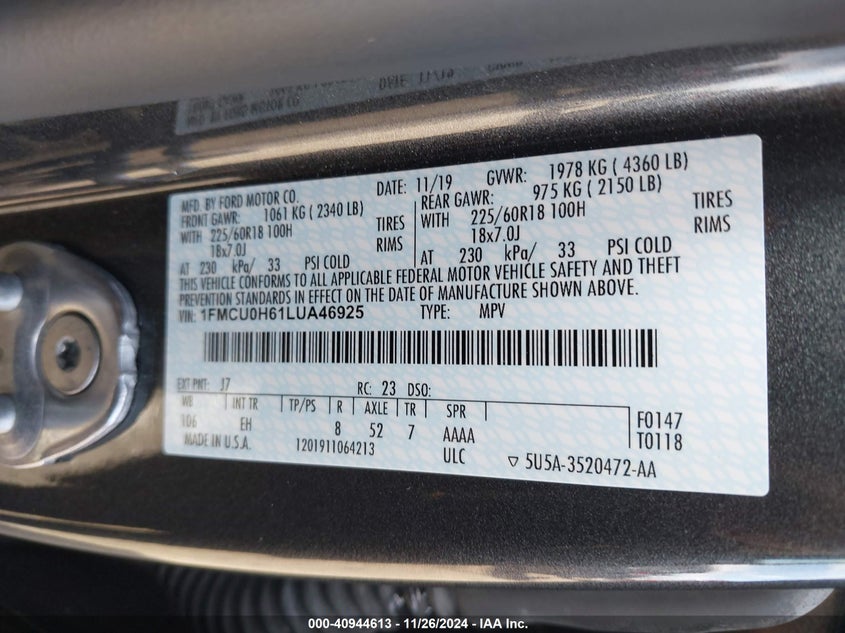 DATE 11/19
MFD. BY FORD MOTOR CO. DATE: 11/19 GVWR: 1978 KG ( 4360 LB)
FRONT GAWR: 1061 KG ( 2340 LB) REAR GAWR: 975 KG ( 2150 LB)
WITH 225/60R18 100H TIRES WITH 225/60R18 100H TIRES
18x7.0J RIMS 18x7.0J RIMS
AT 230 kPa/ 33 PSI COLD AT 230 kPa/ 33 PSI COLD
THIS VEHICLE CONFORMS TO ALL APPLICABLE FEDERAL MOTOR VEHICLE SAFETY AND THEFT
PREVENTION STANDARDS IN EFFECT ON THE DATE OF MANUFACTURE SHOWN ABOVE.
VIN: 1FMCU0H61LUA46925 TYPE: MPV
EXT PNT: J7 RC: 23 DSO:
WB INT TR TP/PS R AXLE TR SPR
106 EH 8 52 7 AAAA F0147
MADE IN U.S.A. 1201911064213 ULC T0118
▽ 5U5A-3520472-AA
000-40944613 - 11/26/2024 - IAA Inc.